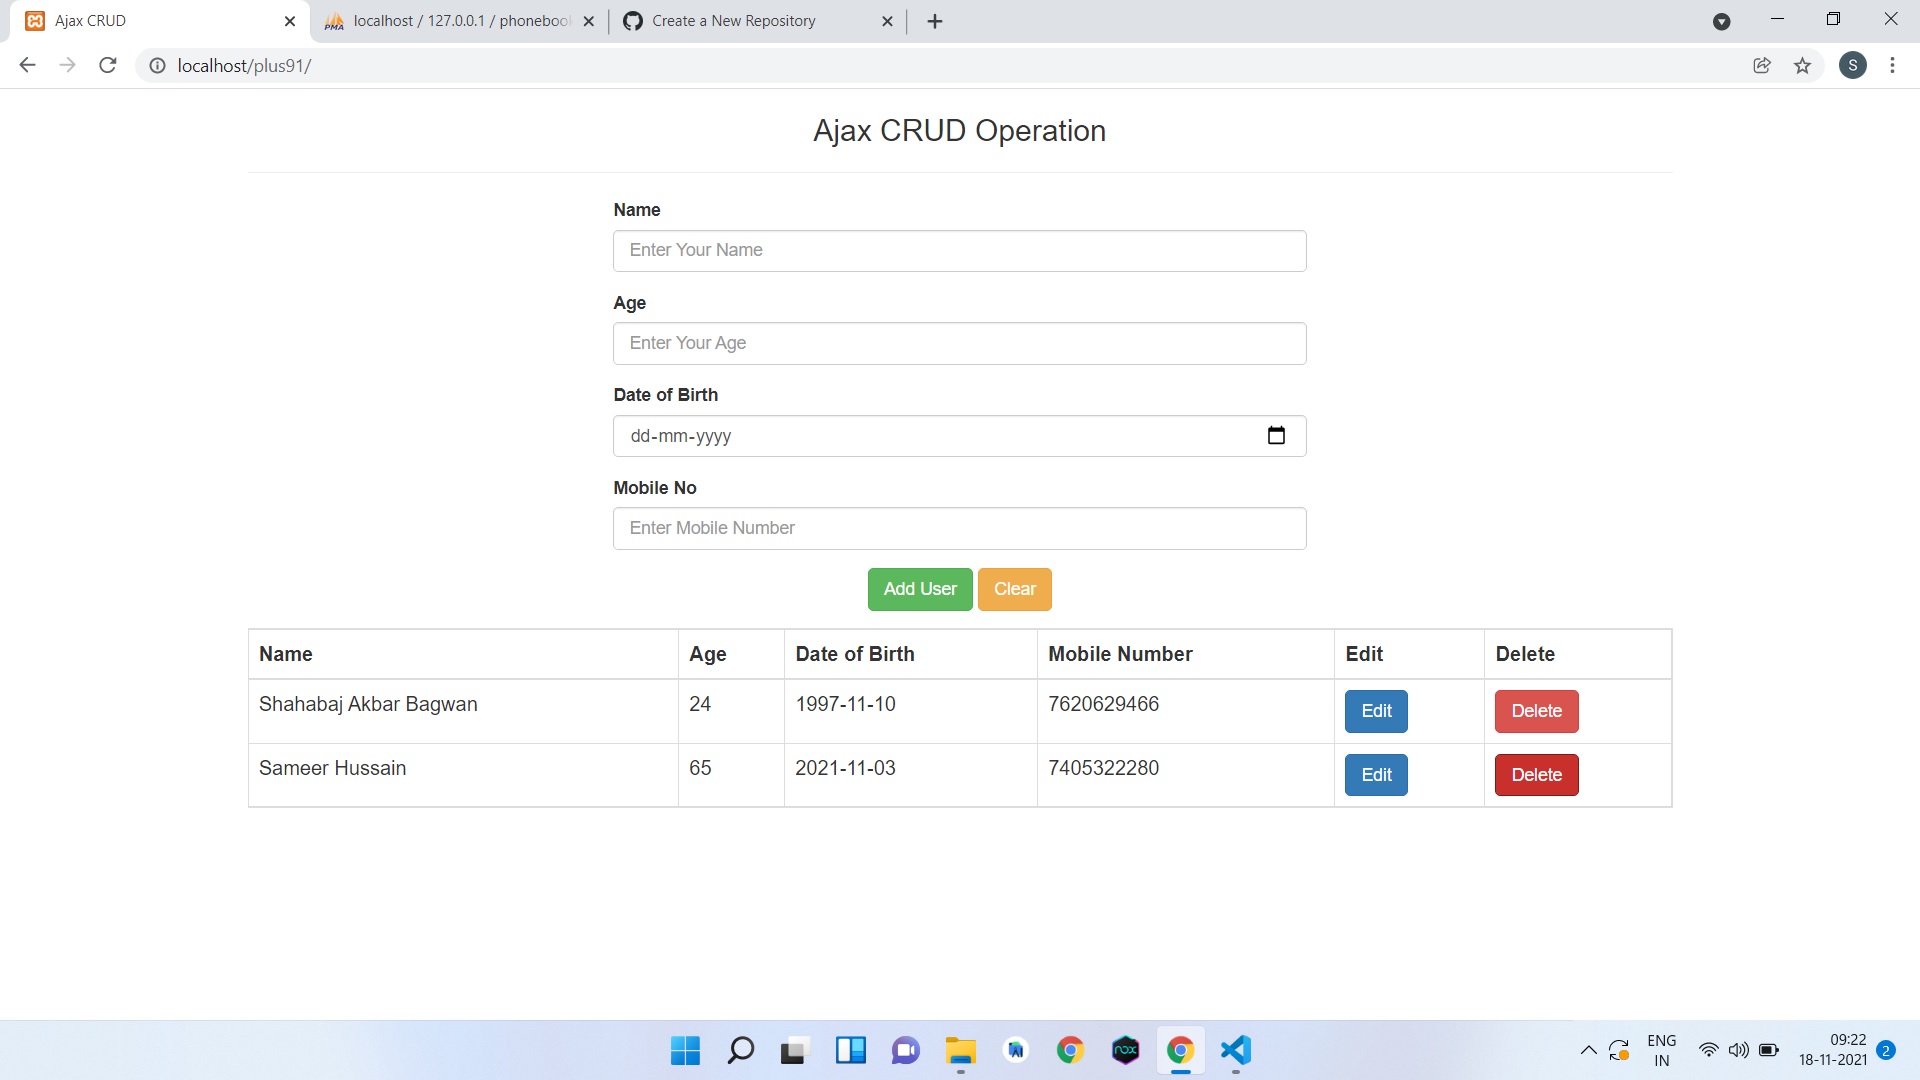 Ajax CRUD
localhost / 127.0.0.1 / phoneboo
Create a New Repository
localhost/plus91/
S
Ajax CRUD Operation
Name
Enter Your Name
Age
Enter Your Age
Date of Birth
dd-mm-yyyy
Mobile No
Enter Mobile Number
Add User Clear
Name Age Date of Birth Mobile Number Edit Delete
Shahabaj Akbar Bagwan 24 1997-11-10 7620629466 Edit Delete
Sameer Hussain 65 2021-11-03 7405322280 Edit Delete
nox
ENG
IN
09:22
18-11-2021
2